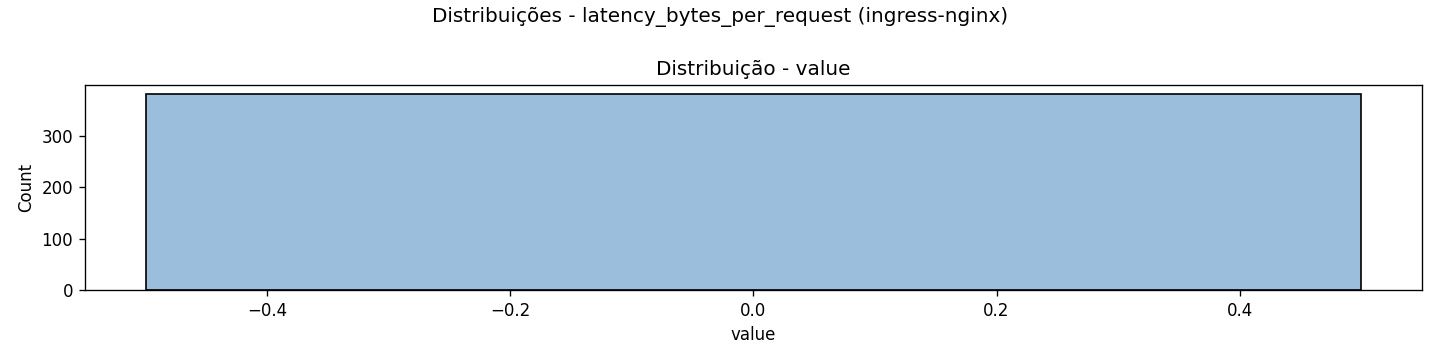 Distribuições - latency_bytes_per_request (ingress-nginx)
Distribuição - value
300
200
100
0
Count
−0.4 −0.2 0.0 0.2 0.4
value